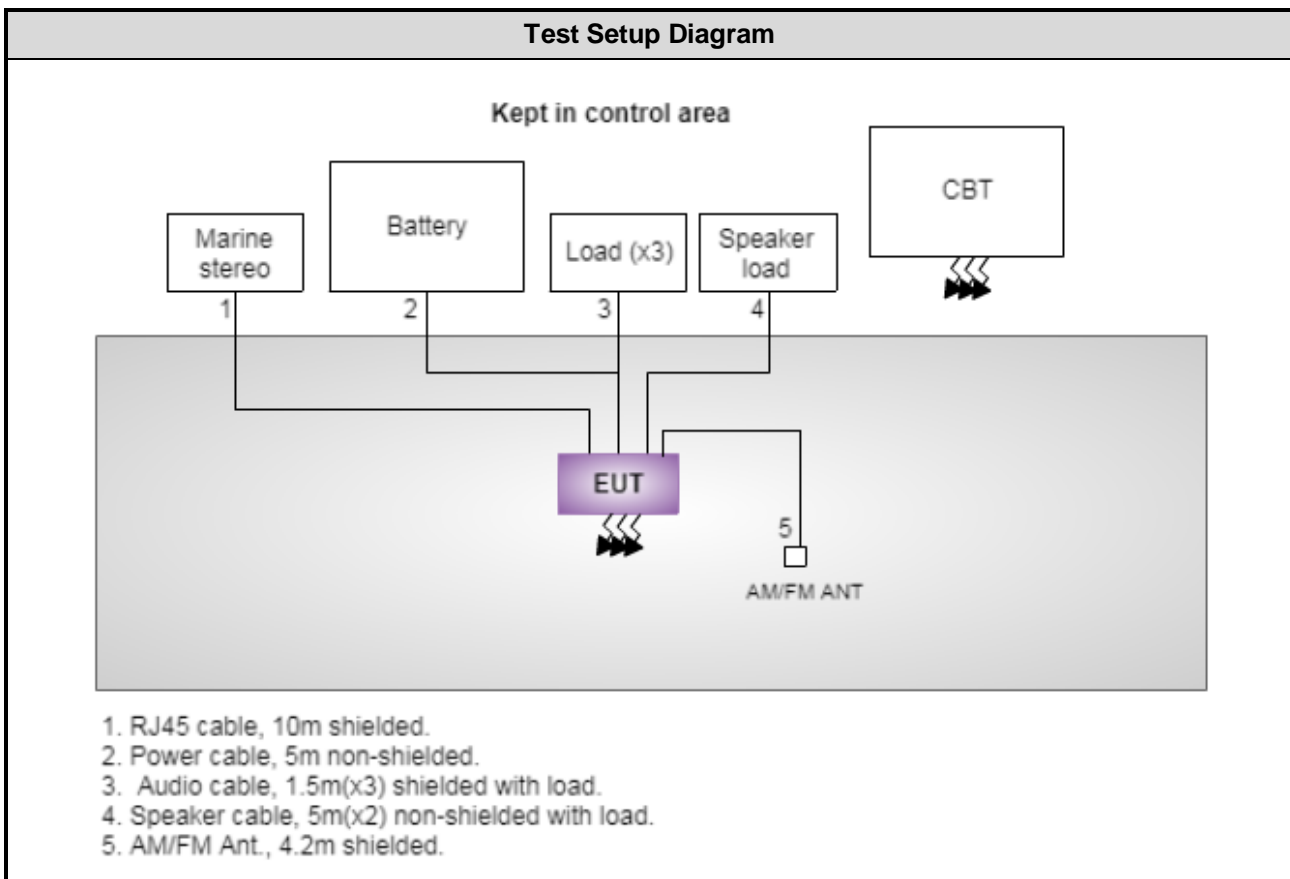 Test Setup Diagram
Kept in control area
CBT
Battery
Marine
stereo
Load (x3)
Speaker
load
1
2
3
4
EUT
5
AM/FM ANT
1. RJ45 cable, 10m shielded.
2. Power cable, 5m non-shielded.
3. Audio cable, 1.5m(x3) shielded with load.
4. Speaker cable, 5m(x2) non-shielded with load.
5. AM/FM Ant., 4.2m shielded.